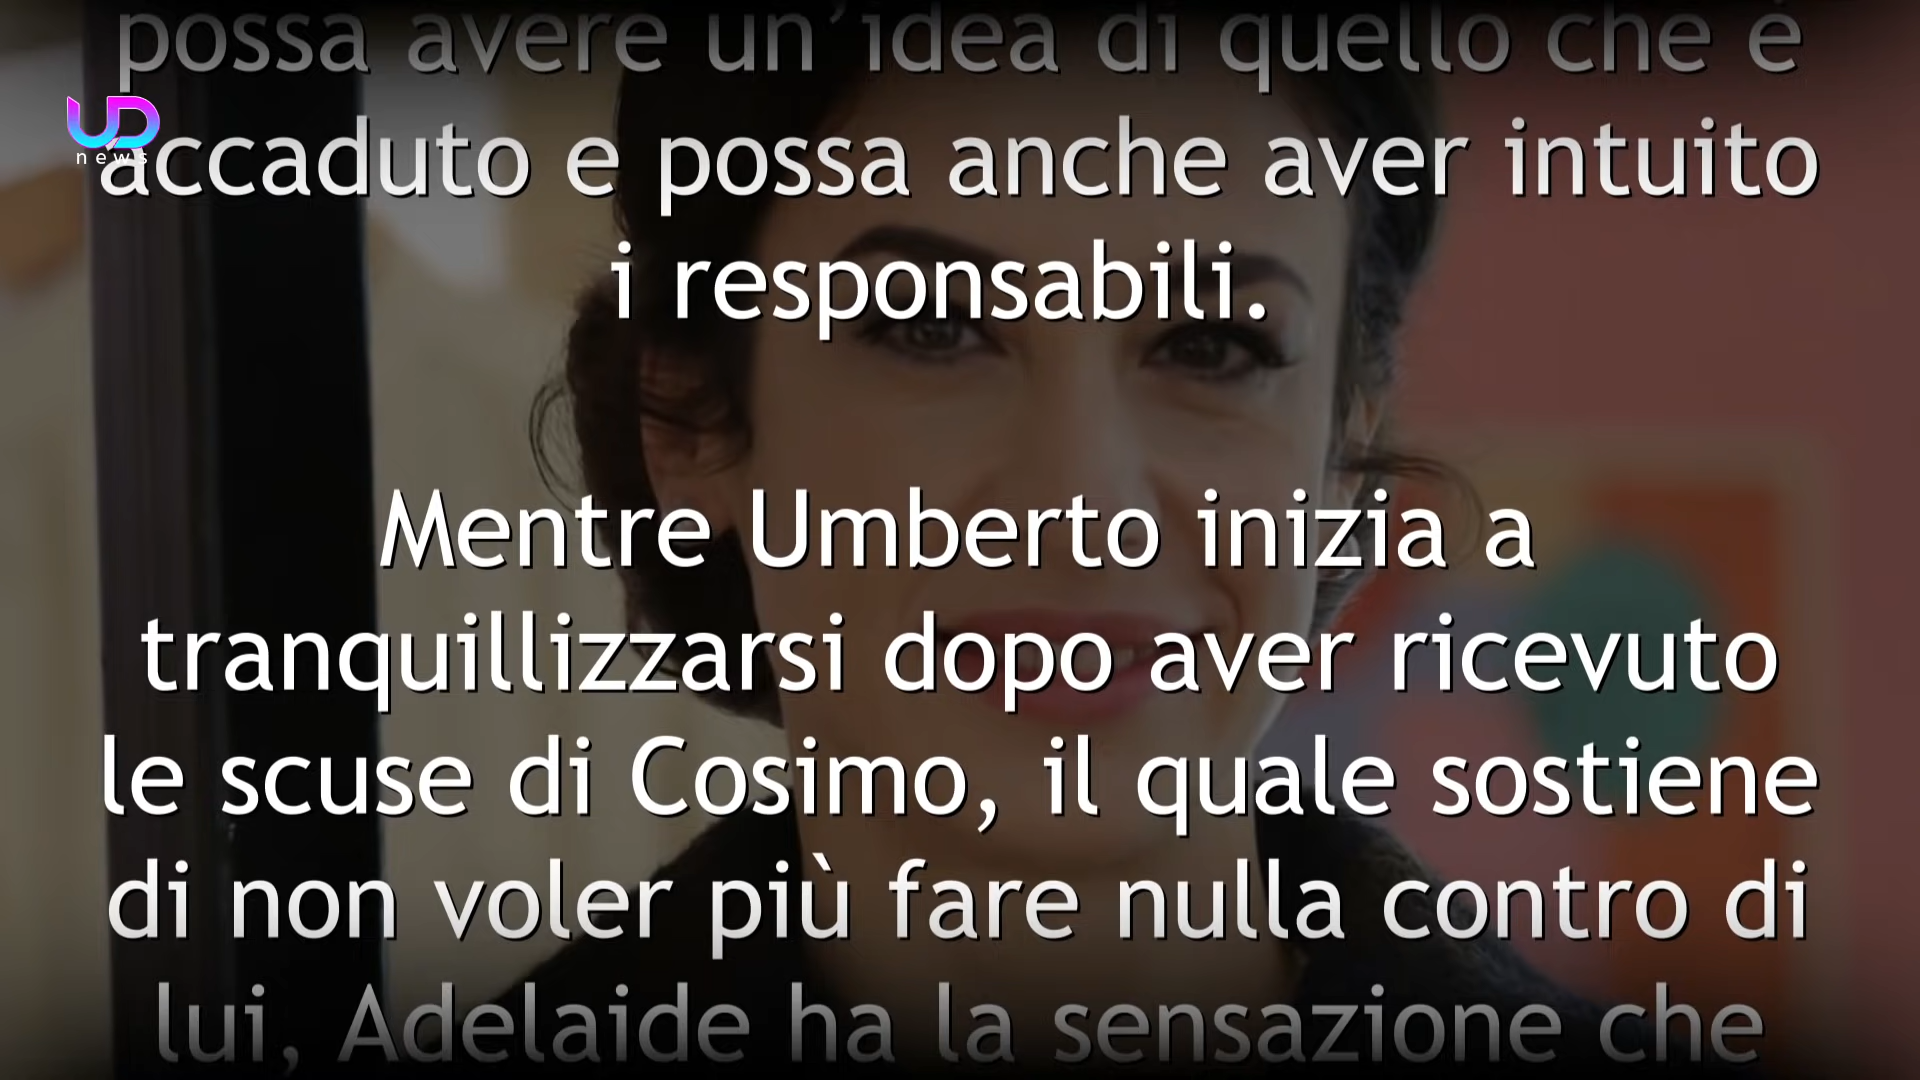 possa avere un'idea di quello che è
UD
news
accaduto e possa anche aver intuito
i responsabili.
Mentre Umberto inizia a
tranquillizzarsi dopo aver ricevuto
le scuse di Cosimo, il quale sostiene
di non voler più fare nulla contro di
lui, Adelaide ha la sensazione che